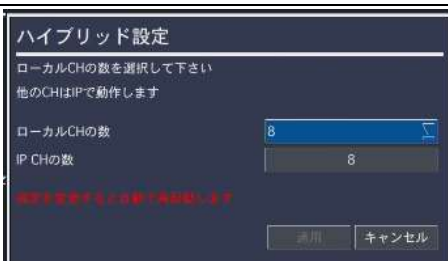 ハイブリッド設定
ローカルCHの数を選択して下さい
他のCHはIPで動作します
ローカルCHの数 8
IP CHの数 8
設定を変更すると自動で再起動します
適用 キャンセル